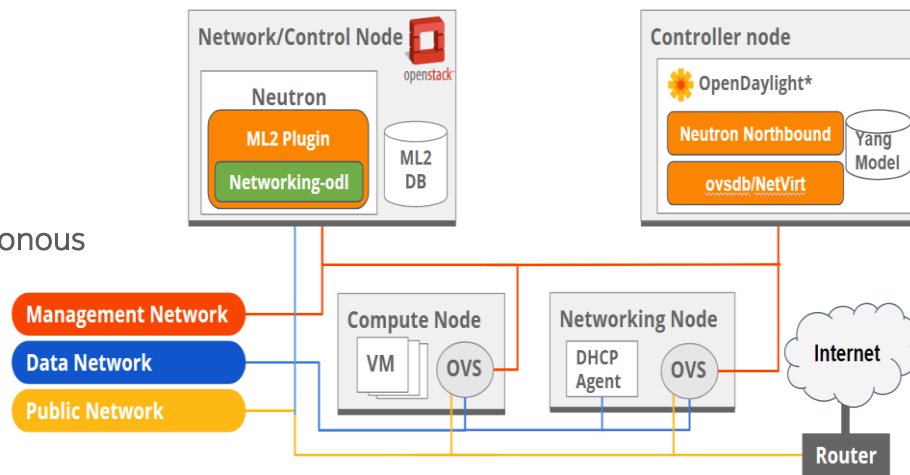 Network/Control Node
openstack
Neutron
ML2 Plugin
Networking-odl
ML2
DB
Controller node
OpenDaylight*
Neutron Northbound
ovsdb/NetVirt
Yang
Model
onous
Management Network
Data Network
Public Network
Compute Node
VM
OVS
Networking Node
DHCP
Agent
OVS
Internet
Router